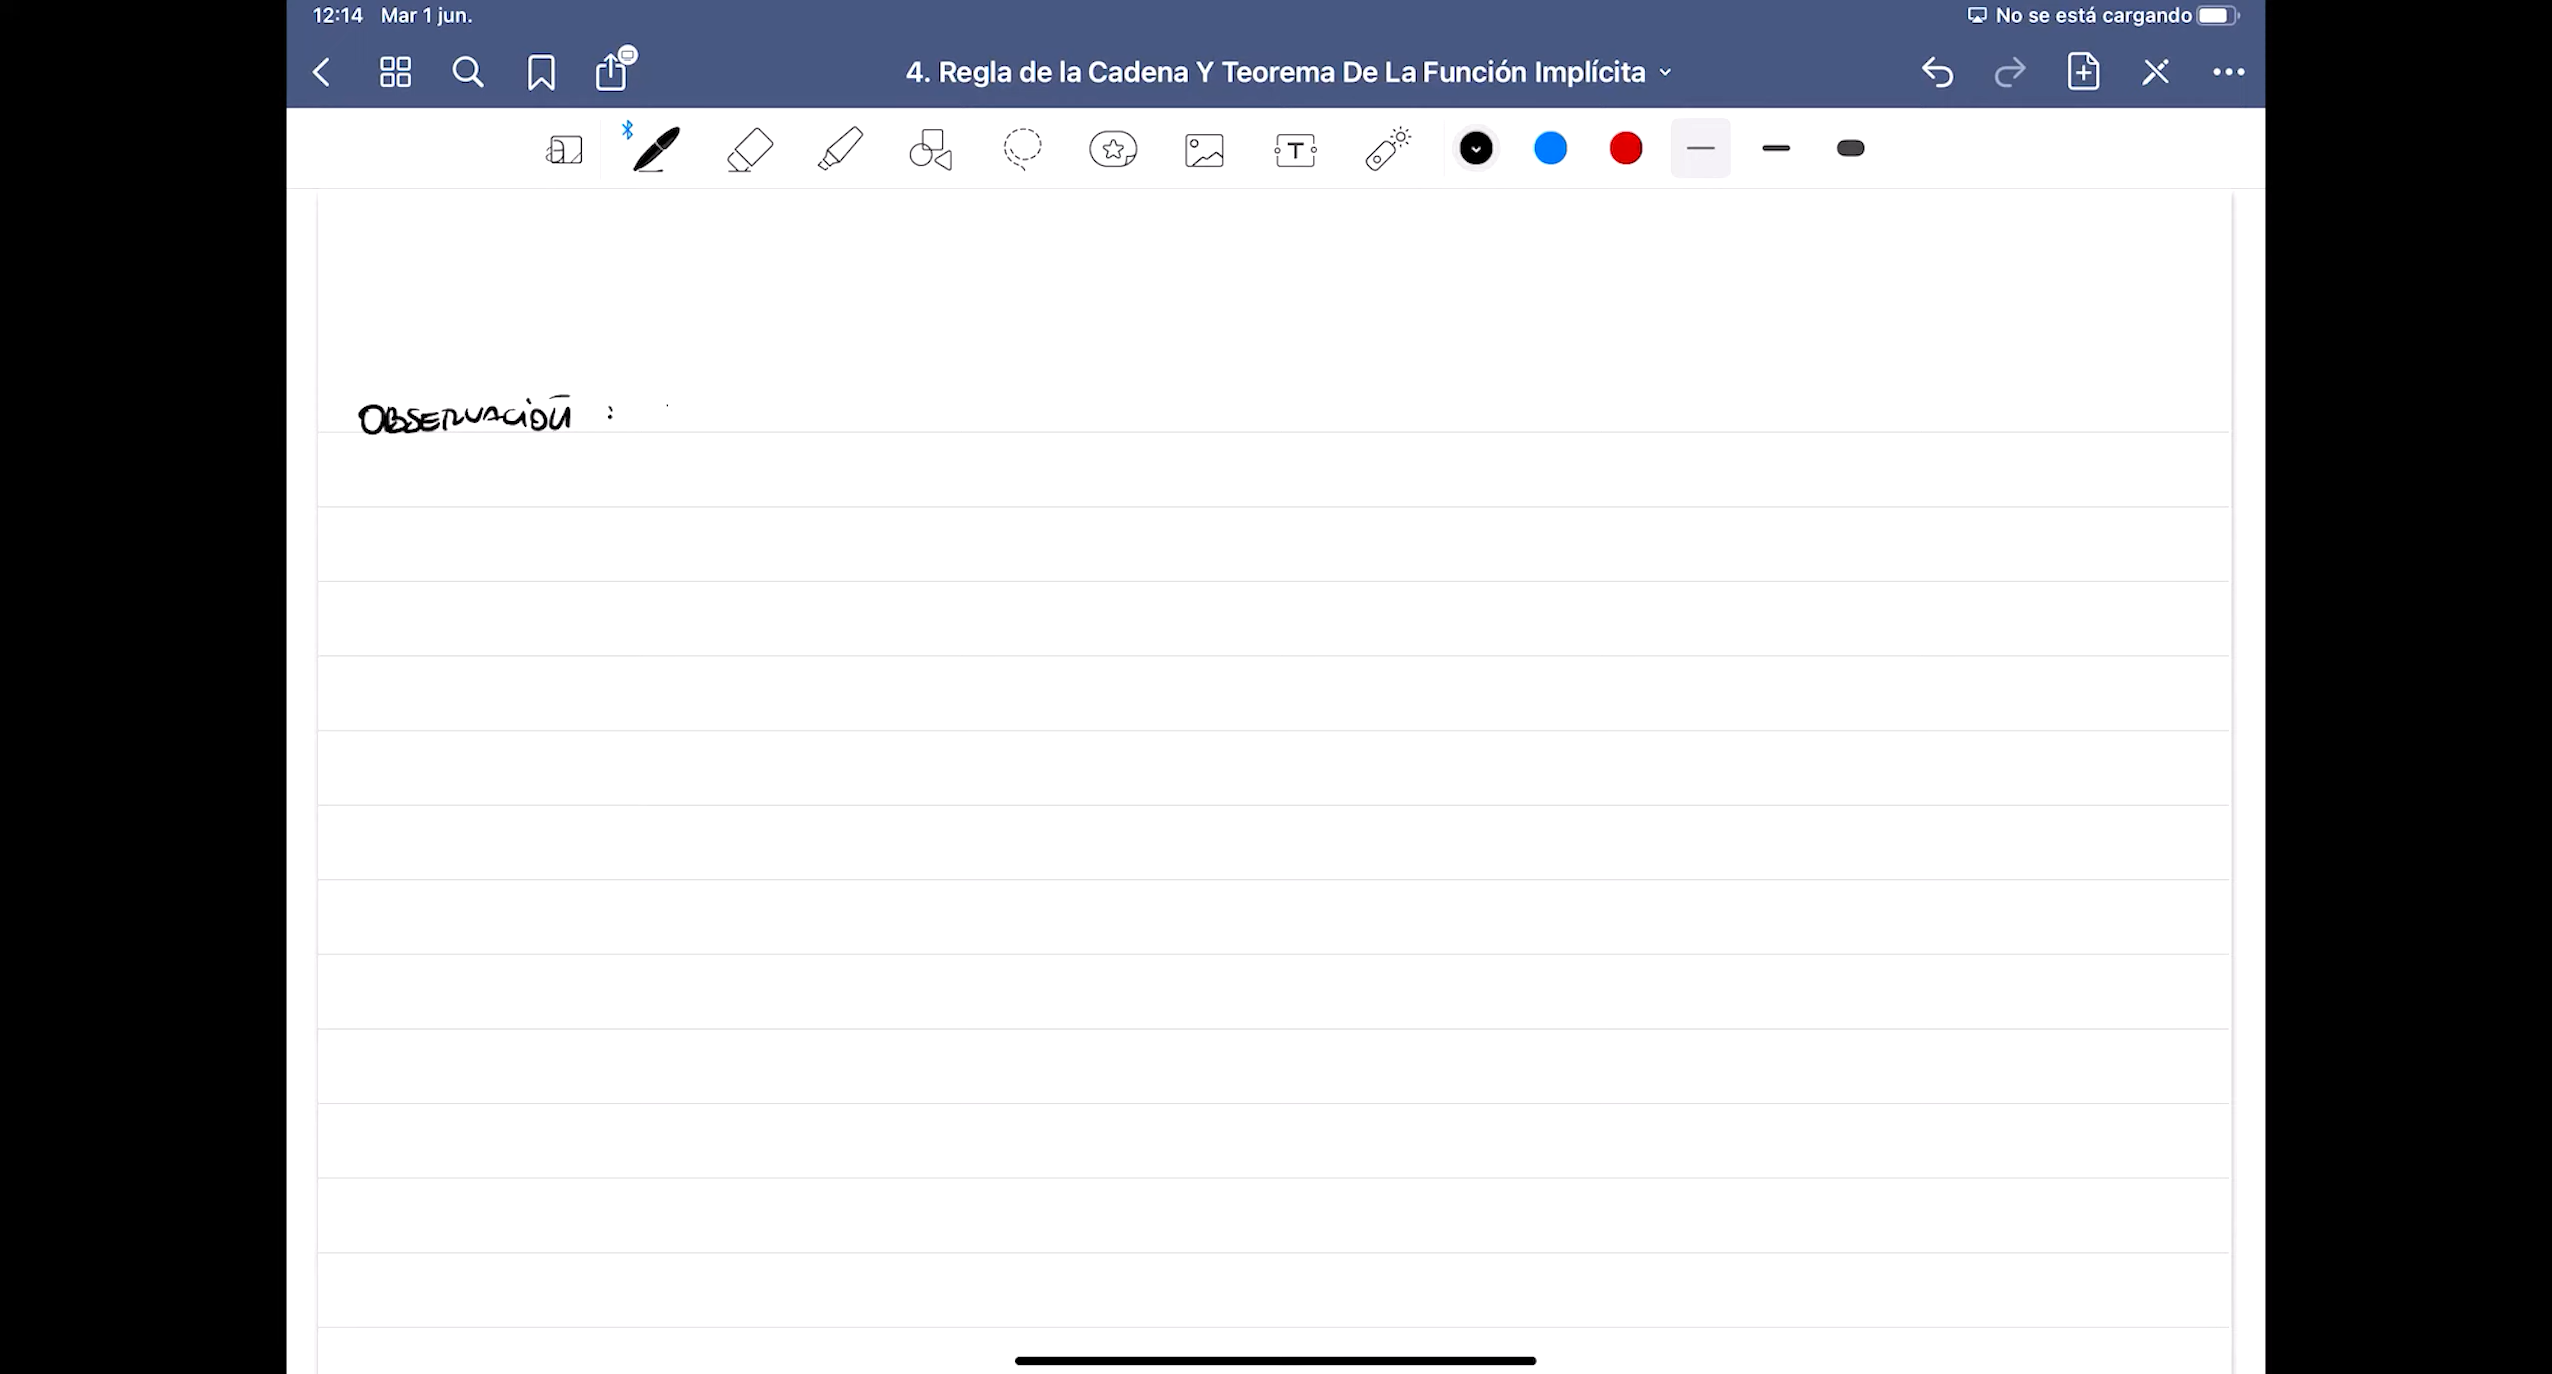 12:14 Mar 1 jun. No se está cargando
4. Regla de la Cadena Y Teorema De La Función Implícita
OBSERVACIÓN :